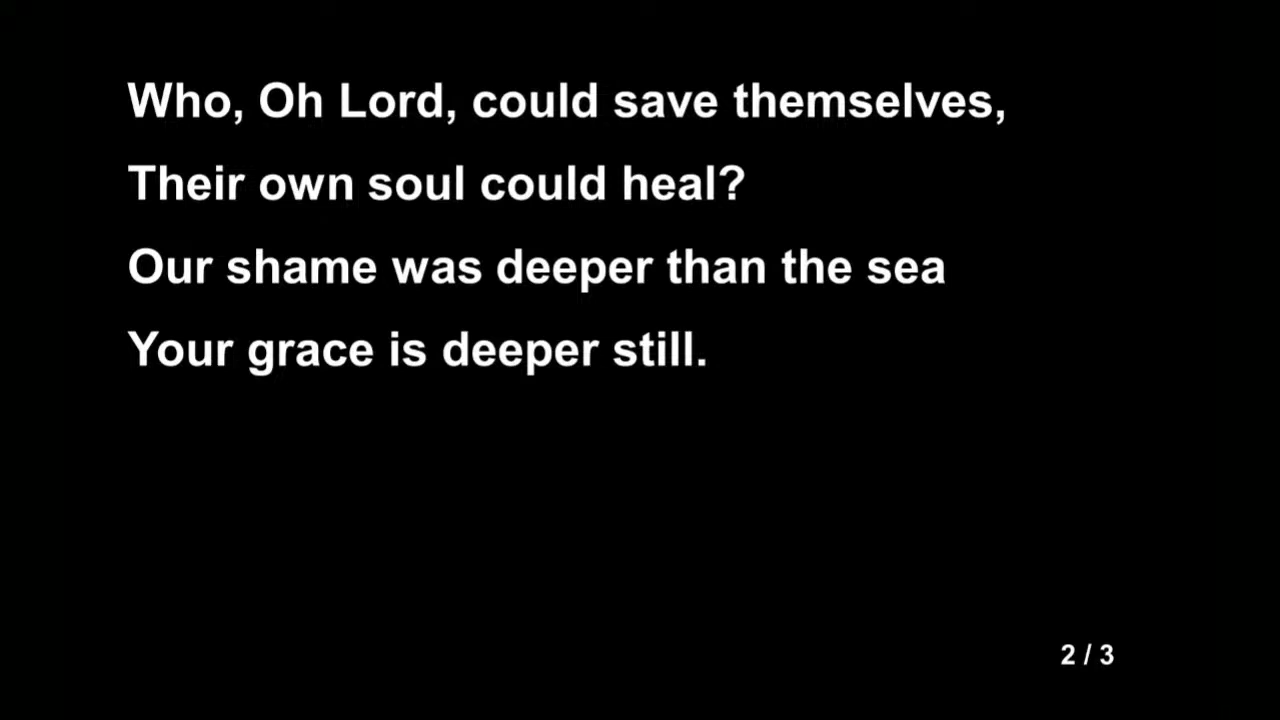 Who, Oh Lord, could save themselves,
Their own soul could heal?
Our shame was deeper than the sea
Your grace is deeper still.
2 / 3